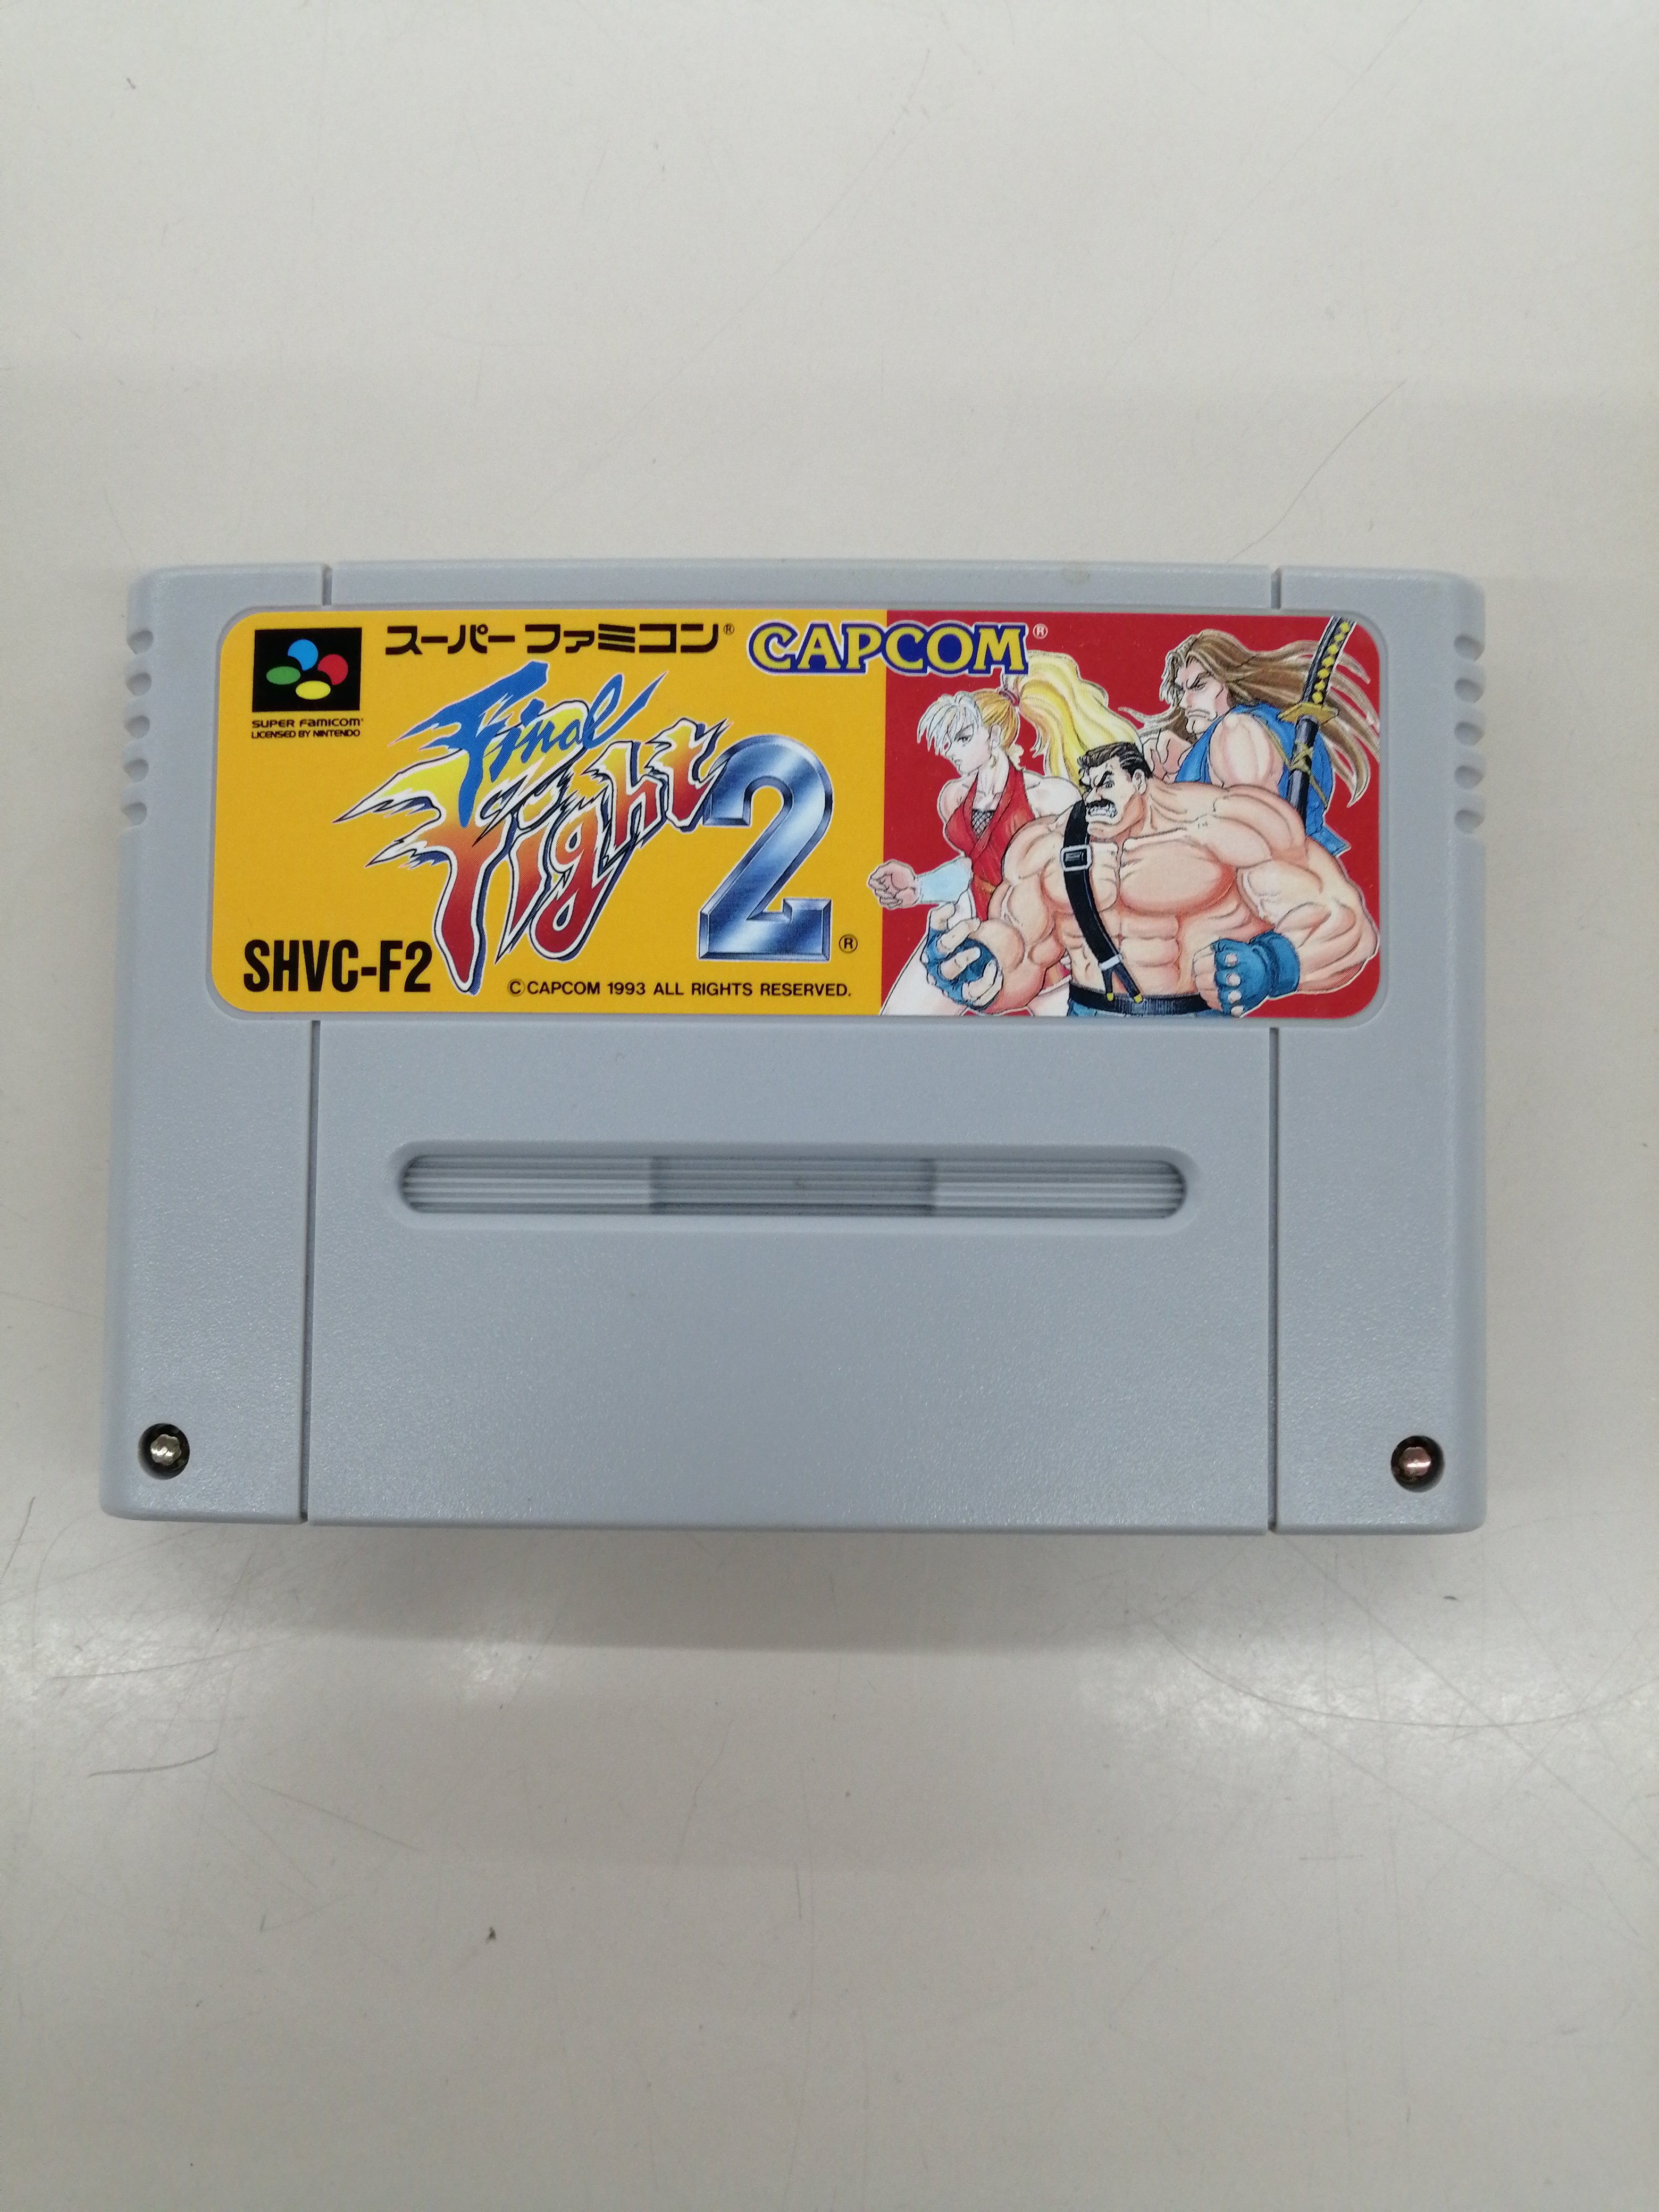 スーパーファミコン®
CAPCOM®
SUPER FAMICOM®
LICENSED BY NINTENDO
Final
Fight 2®
SHVC-F2
©CAPCOM 1993 ALL RIGHTS RESERVED.